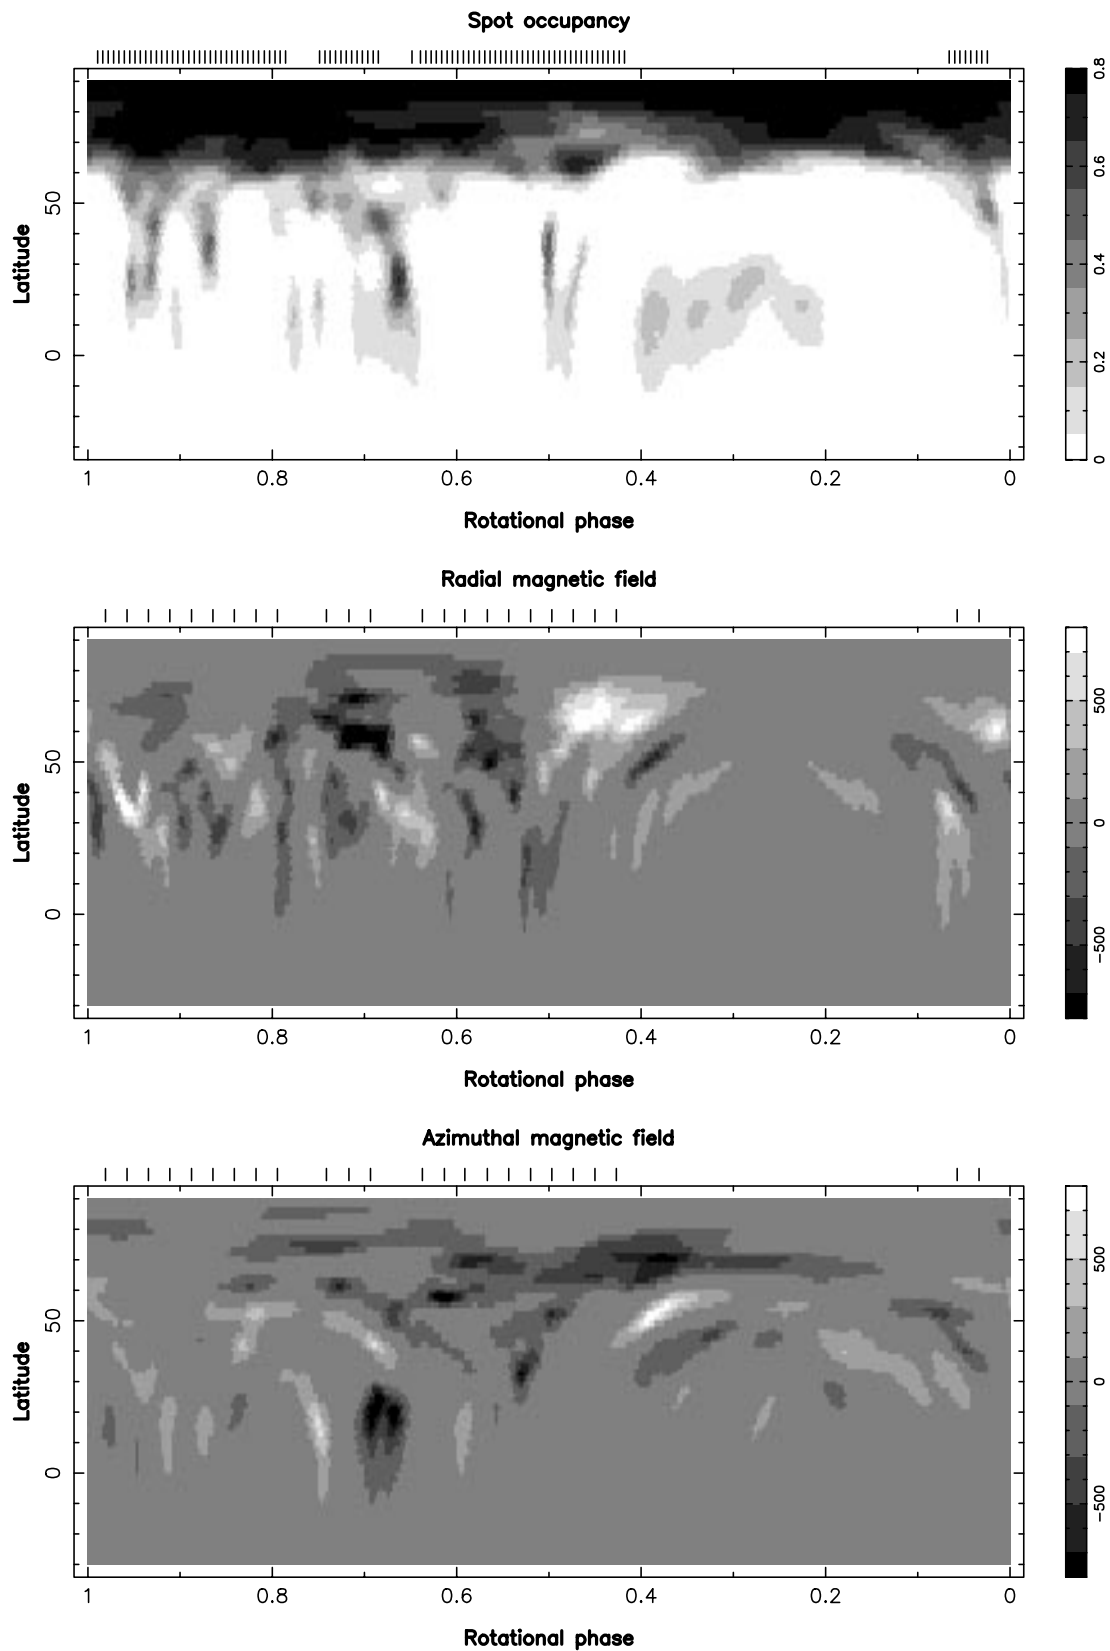 Spot occupancy
0.8
0.6
0.4
0.2
0
50
0
Latitude
1 0.8 0.6 0.4 0.2 0
Rotational phase
Radial magnetic field
500
0
−500
50
0
Latitude
1 0.8 0.6 0.4 0.2 0
Rotational phase
Azimuthal magnetic field
500
0
−500
50
0
Latitude
1 0.8 0.6 0.4 0.2 0
Rotational phase